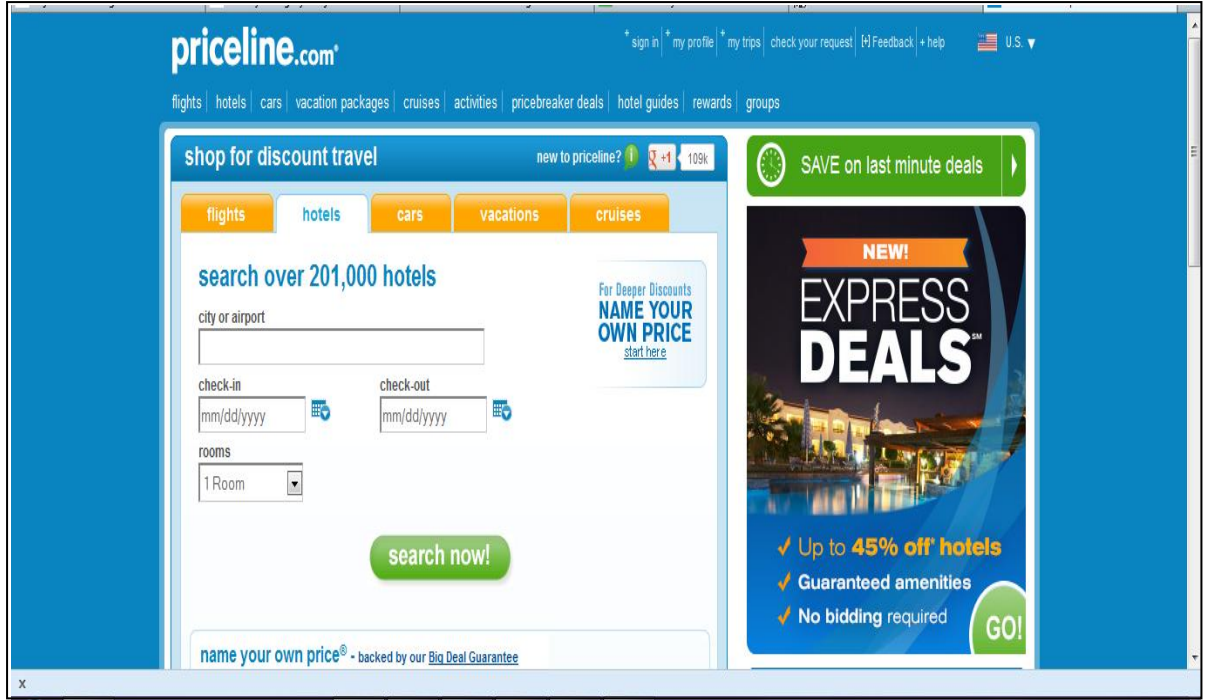 priceline.com®
+ sign in + my profile + my trips check your request [+] Feedback + help U.S.
flights hotels cars vacation packages cruises activities pricebreaker deals hotel guides rewards groups
shop for discount travel new to priceline? i g +1 109k
flights hotels cars vacations cruises
search over 201,000 hotels
city or airport
check-in check-out
mm/dd/yyyy mm/dd/yyyy
rooms
1 Room
search now!
For Deeper Discounts
NAME YOUR
OWN PRICE
start here
name your own price® - backed by our Big Deal Guarantee
SAVE on last minute deals
NEW!
EXPRESS
DEALS℠
Up to 45% off* hotels
Guaranteed amenities
No bidding required
GO!
x